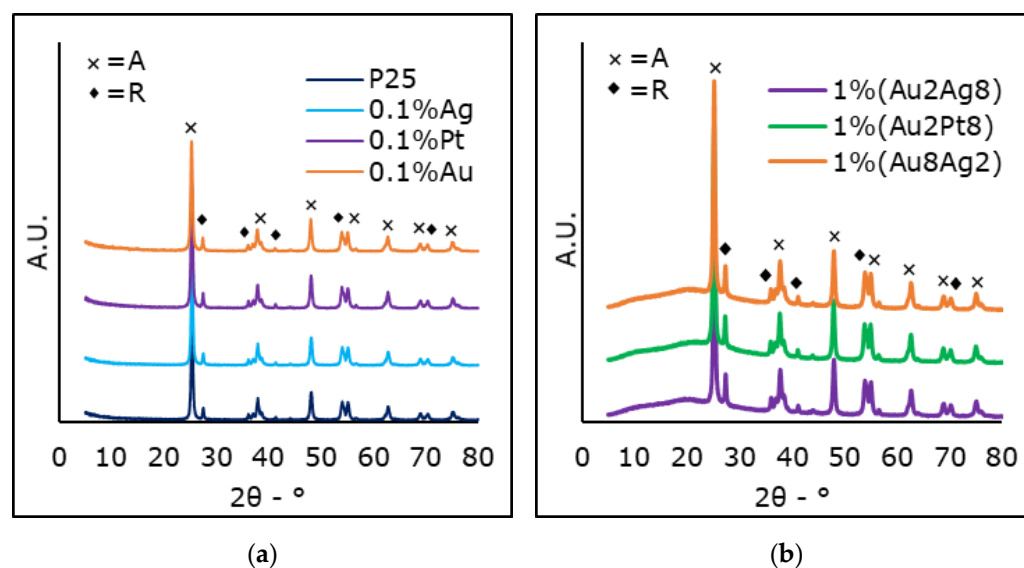 × =A
♦ =R
P25
0.1%Ag
0.1%Pt
0.1%Au
A.U.
0 10 20 30 40 50 60 70 80
2θ - °
(a)
× =A
♦ =R
1%(Au2Ag8)
1%(Au2Pt8)
1%(Au8Ag2)
A.U.
0 10 20 30 40 50 60 70 80
2θ - °
(b)